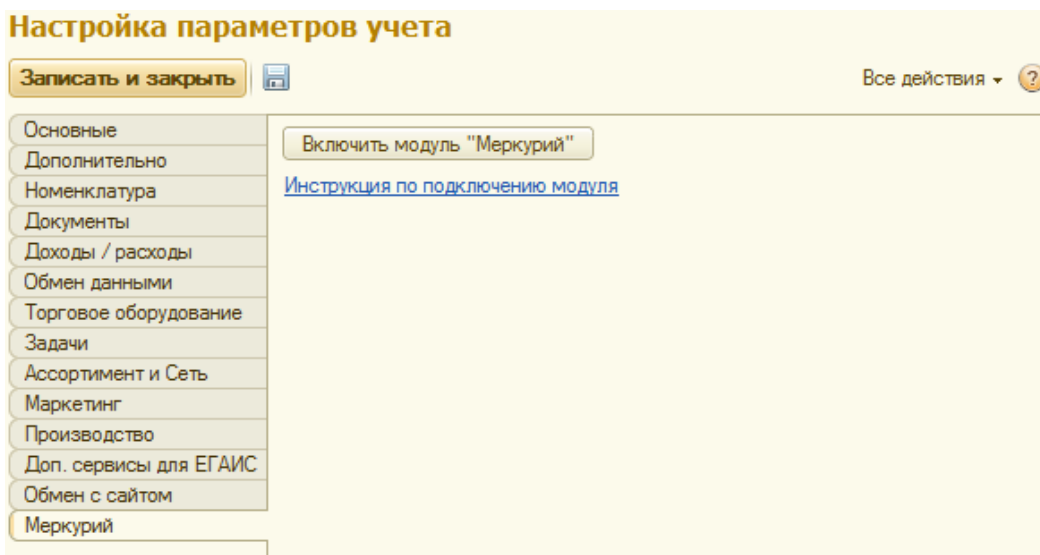 Настройка параметров учета
Записать и закрыть
Все действия
?
Основные
Дополнительно
Номенклатура
Документы
Доходы / расходы
Обмен данными
Торговое оборудование
Задачи
Ассортимент и Сеть
Маркетинг
Производство
Доп. сервисы для ЕГАИС
Обмен с сайтом
Меркурий
Включить модуль "Меркурий"
Инструкция по подключению модуля